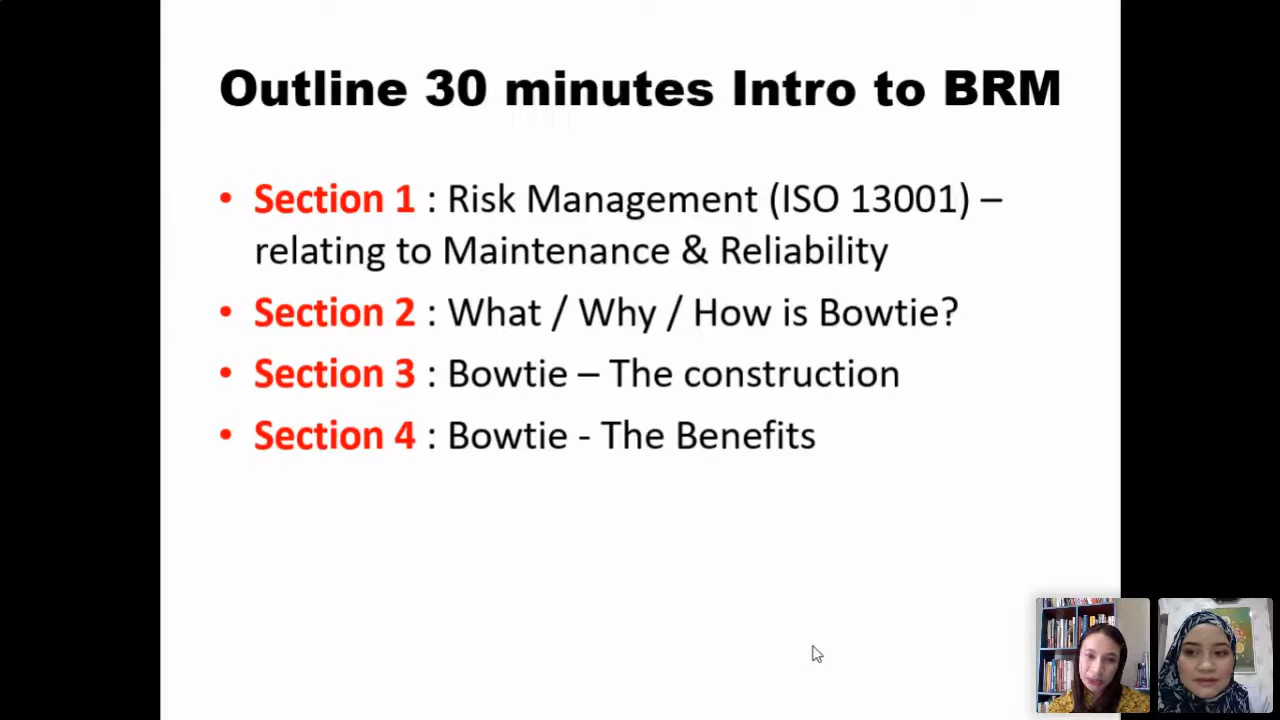 Outline 30 minutes Intro to BRM
• Section 1 : Risk Management (ISO 13001) –
relating to Maintenance & Reliability
• Section 2 : What / Why / How is Bowtie?
• Section 3 : Bowtie – The construction
• Section 4 : Bowtie - The Benefits